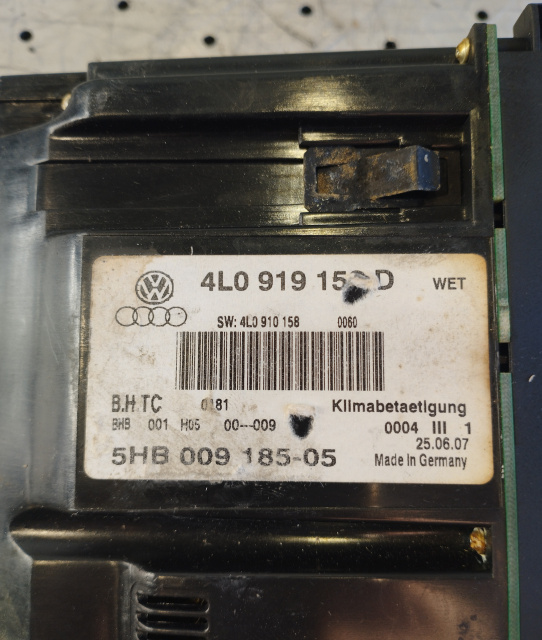 4L0 919 15 D
WET
SW: 4L0 910 158 0060
B.H TC 0181 Klimabetaetigung
BHB 001 H05 00---009 0004 III 1
25.06.07
5HB 009 185-05 Made in Germany